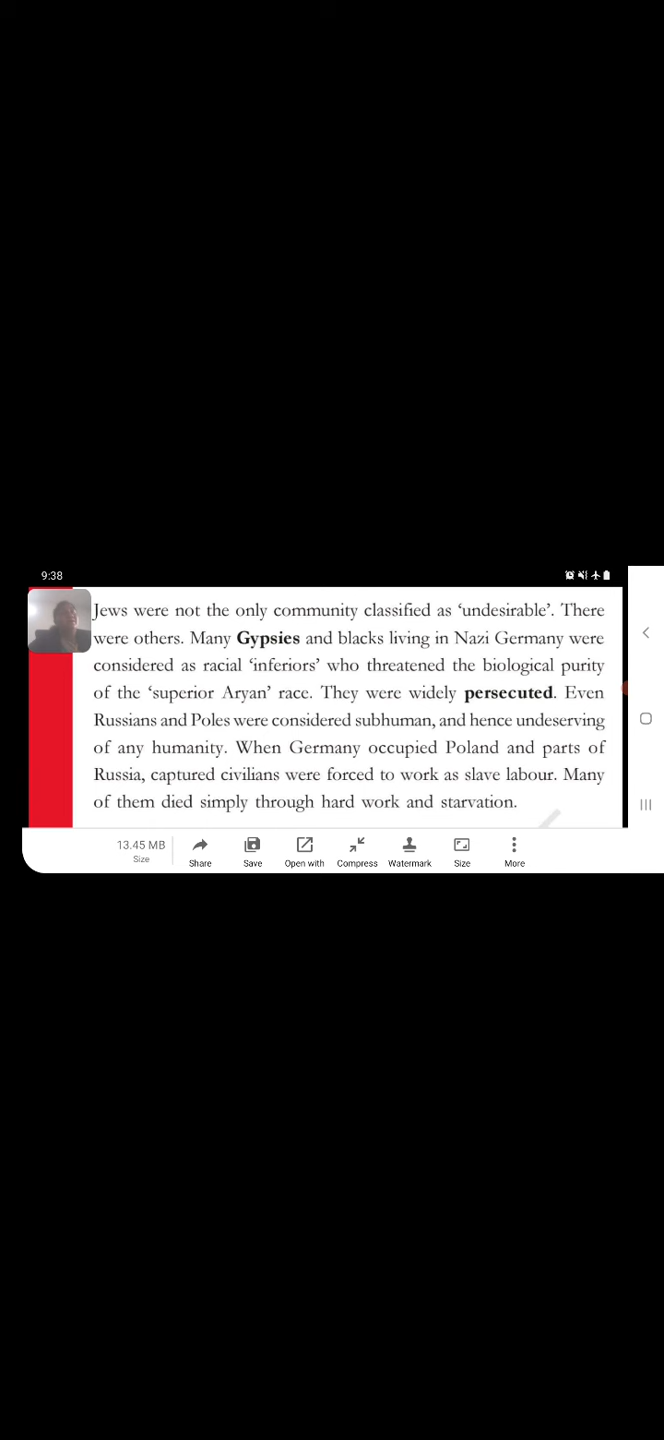 9:38
Jews were not the only community classified as ‘undesirable’. There
were others. Many Gypsies and blacks living in Nazi Germany were
considered as racial ‘inferiors’ who threatened the biological purity
of the ‘superior Aryan’ race. They were widely persecuted. Even
Russians and Poles were considered subhuman, and hence undeserving
of any humanity. When Germany occupied Poland and parts of
Russia, captured civilians were forced to work as slave labour. Many
of them died simply through hard work and starvation.
13.45 MB
Size
Share
Save
Open with
Compress
Watermark
Size
More